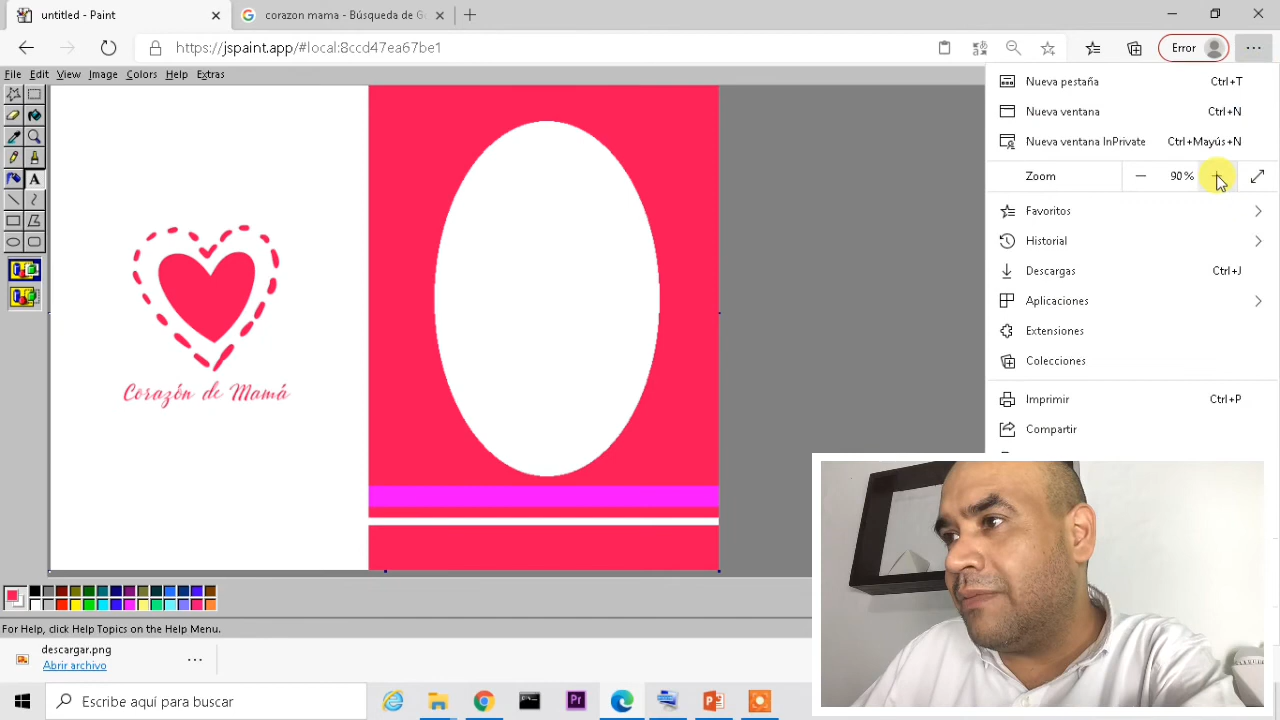 untitled - Paint
corazon mama - Búsqueda de G
https://jspaint.app/#local:8ccd47ea67be1
Error
File Edit View Image Colors Help Extras
A
Nueva pestaña Ctrl+T
Nueva ventana Ctrl+N
Nueva ventana InPrivate Ctrl+Mayús+N
Zoom 90%
Favoritos
Historial
Descargas Ctrl+J
Aplicaciones
Extensiones
Colecciones
Imprimir Ctrl+P
Compartir
Corazón de Mamá
For Help, click Help Topics on the Help Menu.
descargar.png
Abrir archivo
Escribe aquí para buscar
Pr